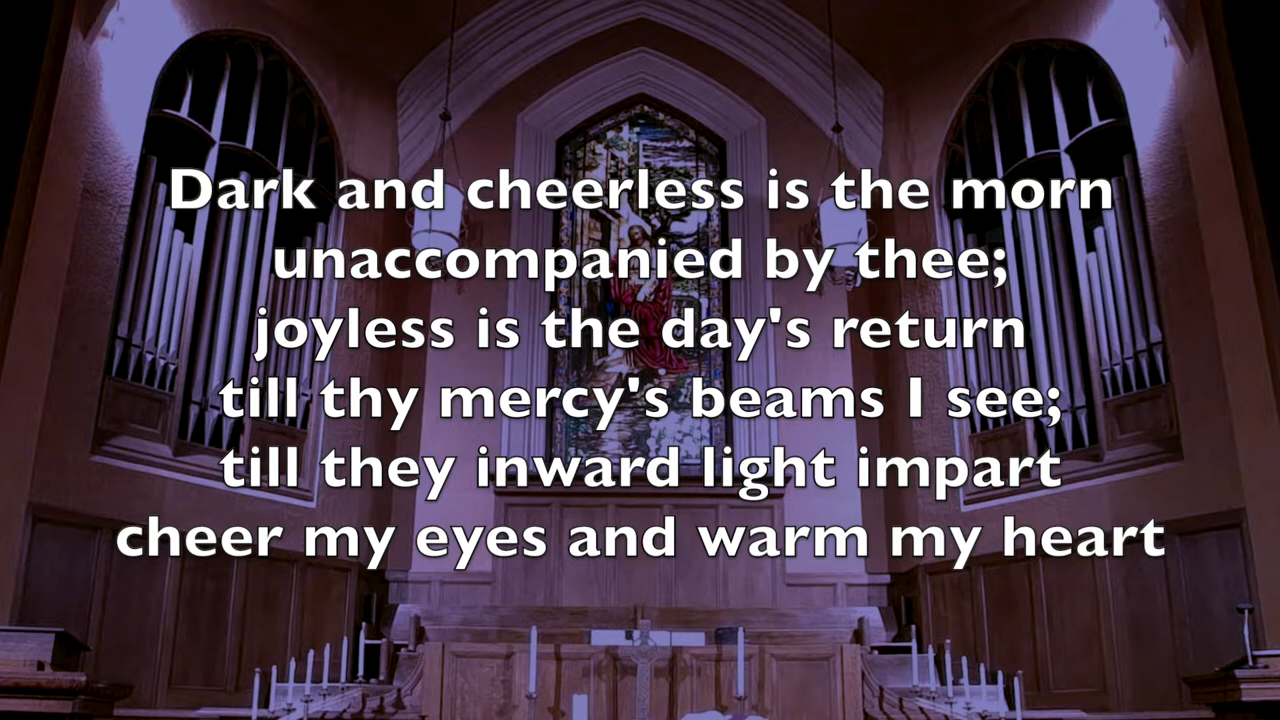 Dark and cheerless is the morn
unaccompanied by thee;
joyless is the day's return
till thy mercy's beams I see;
till they inward light impart
cheer my eyes and warm my heart